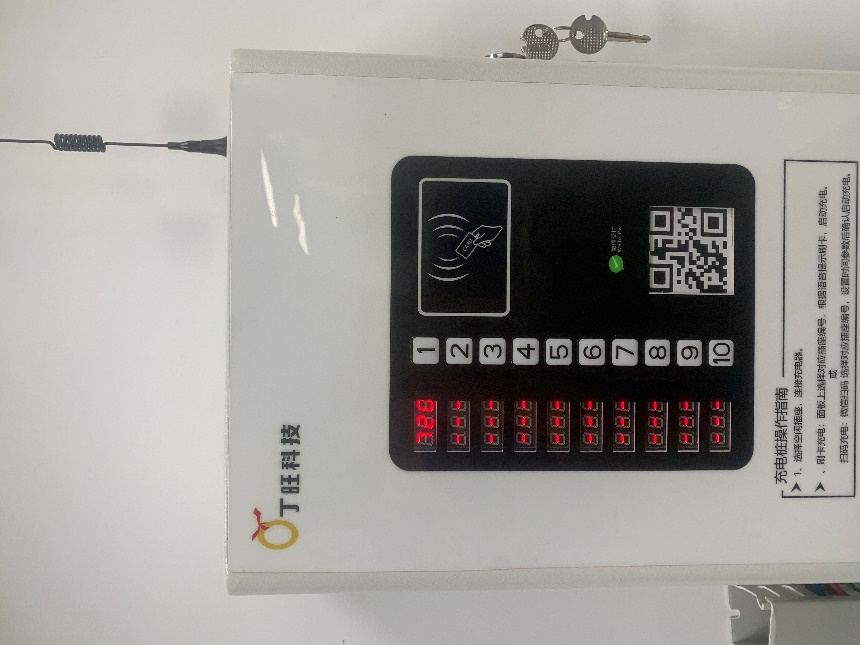 丁旺科技
388 1
2
3
4
5
6
7
8
9
10
充电桩操作指南
1、选择空闲插座，连接充电器。
、刷卡充电：面板上选择对应插座编号，根据语音提示刷卡，启动充电。
或
扫码充电：微信扫码 选择对应插座编号，设置时间参数后确认启动充电。